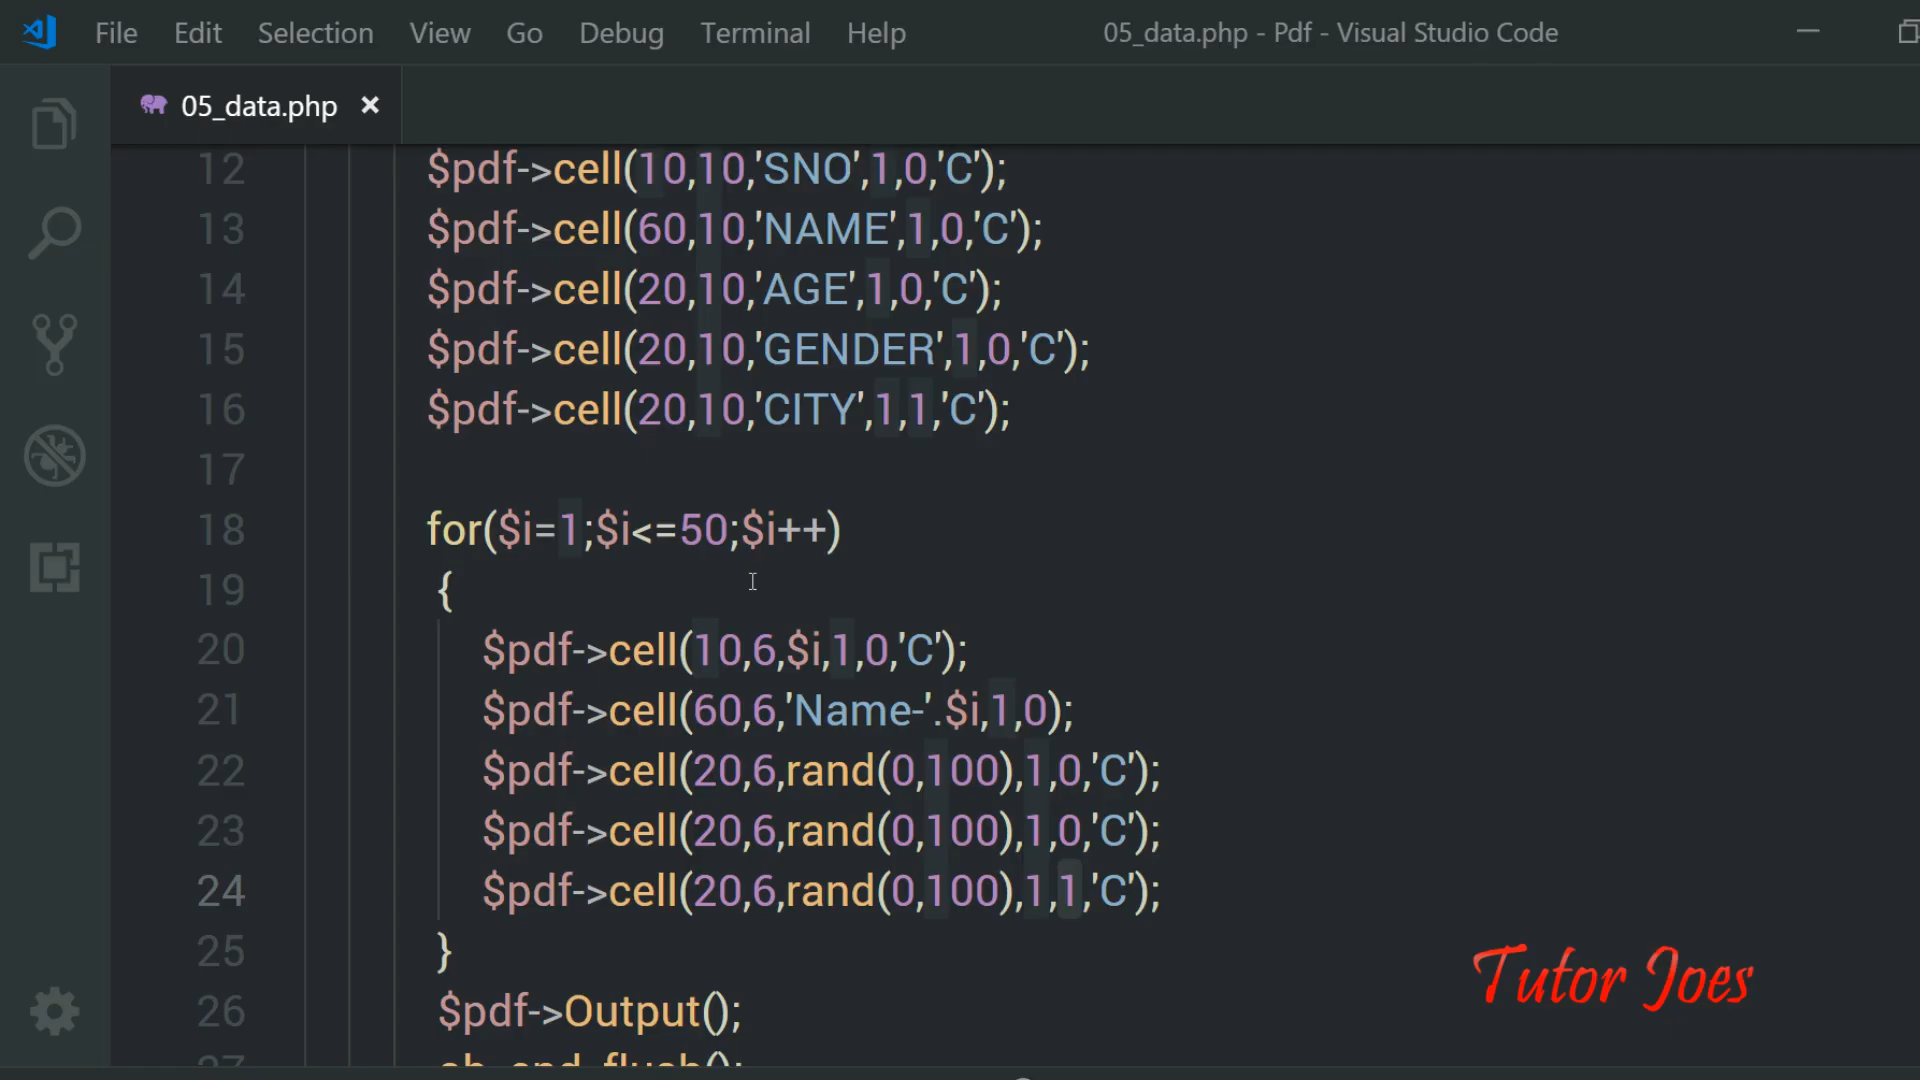 File Edit Selection View Go Debug Terminal Help 05_data.php - Pdf - Visual Studio Code
05_data.php ×
12 $pdf->cell(10,10,'SNO',1,0,'C');
13 $pdf->cell(60,10,'NAME',1,0,'C');
14 $pdf->cell(20,10,'AGE',1,0,'C');
15 $pdf->cell(20,10,'GENDER',1,0,'C');
16 $pdf->cell(20,10,'CITY',1,1,'C');
17
18 for($i=1;$i<=50;$i++)
19 {
20 $pdf->cell(10,6,$i,1,0,'C');
21 $pdf->cell(60,6,'Name-'.$i,1,0);
22 $pdf->cell(20,6,rand(0,100),1,0,'C');
23 $pdf->cell(20,6,rand(0,100),1,0,'C');
24 $pdf->cell(20,6,rand(0,100),1,1,'C');
25 }
26 $pdf->Output();
27 ob_end_flush();
Tutor Joes